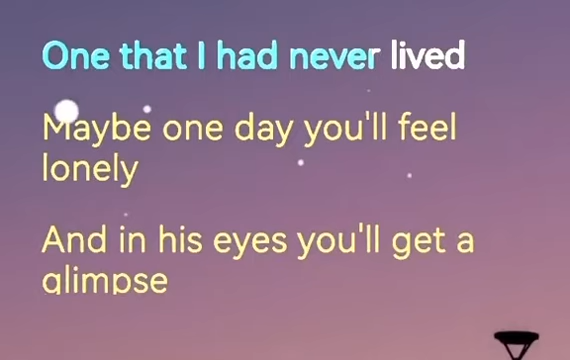 One that I had never lived
Maybe one day you'll feel
lonely
And in his eyes you'll get a
glimpse